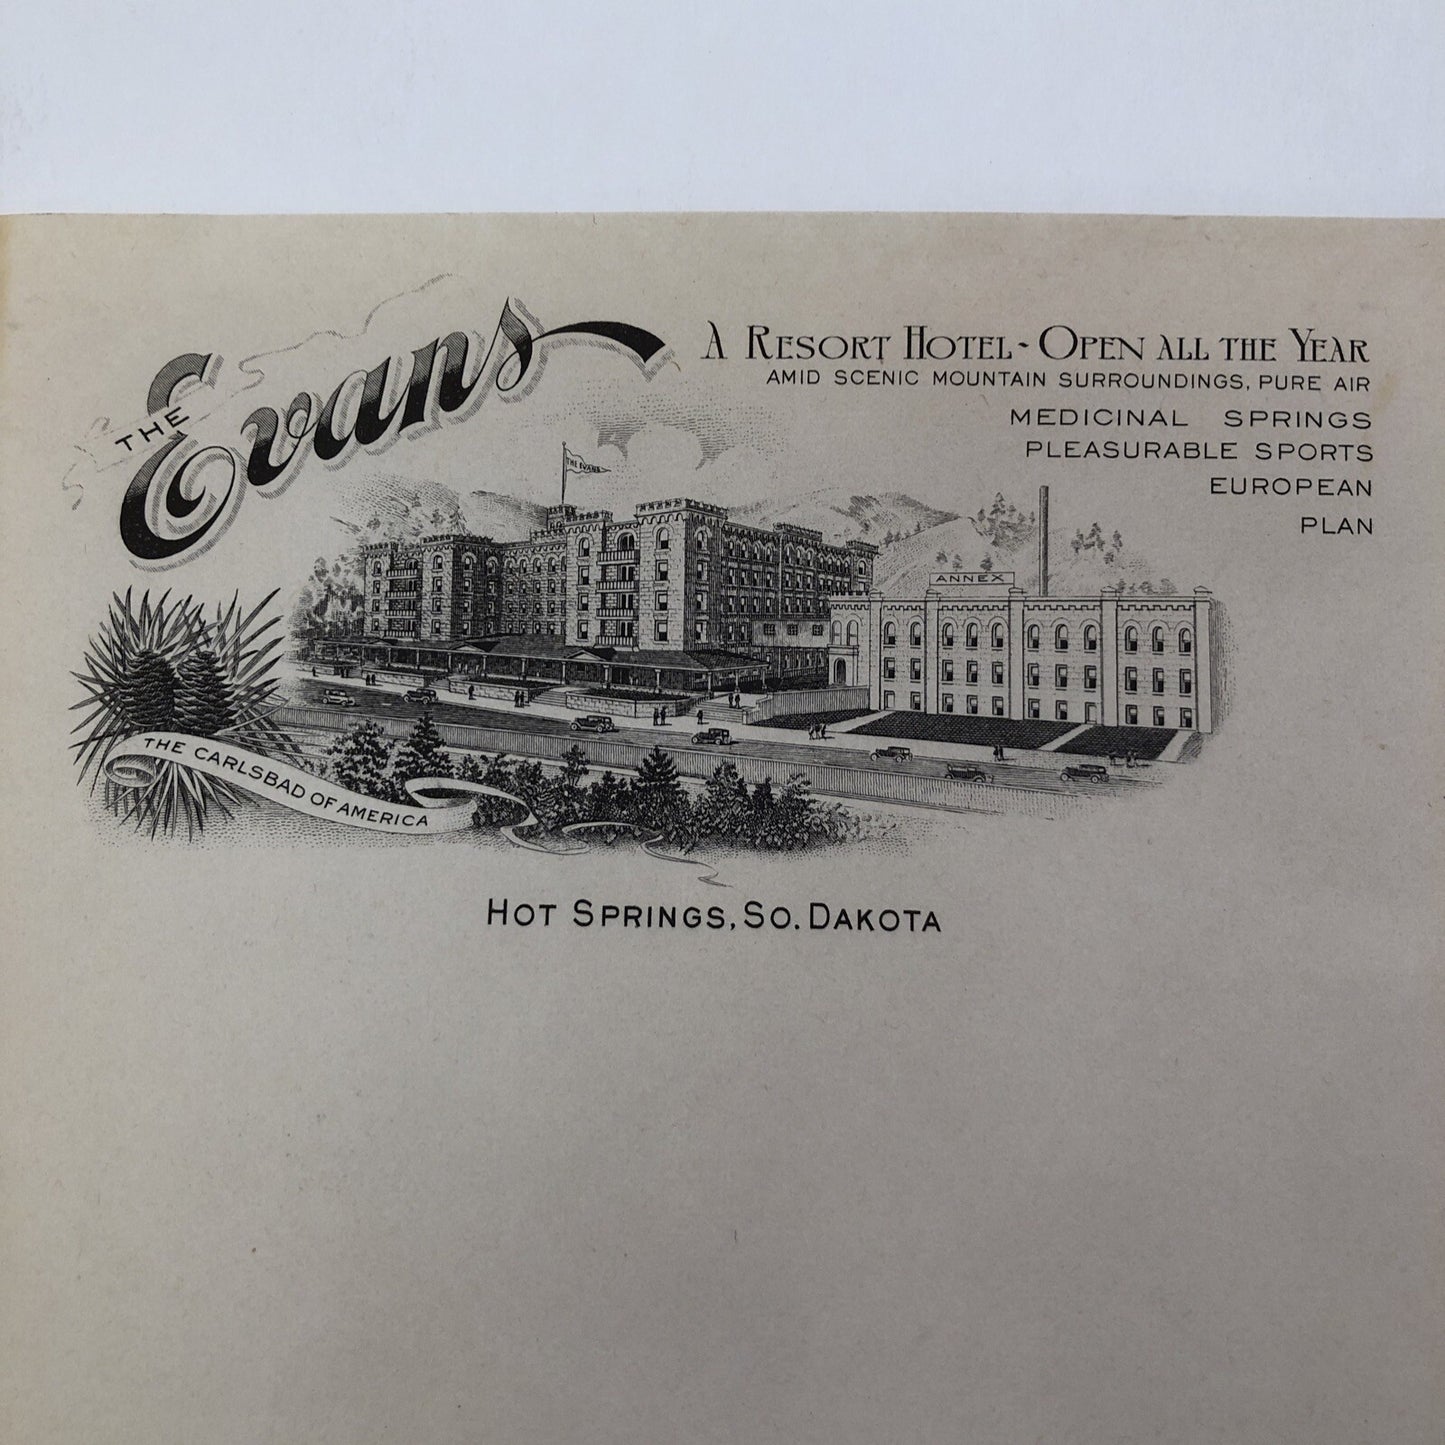 THE
Evans
A RESORT HOTEL - OPEN ALL THE YEAR
AMID SCENIC MOUNTAIN SURROUNDINGS, PURE AIR
MEDICINAL SPRINGS
PLEASURABLE SPORTS
EUROPEAN
PLAN
THE EVANS
ANNEX
THE CARLSBAD OF AMERICA
HOT SPRINGS, SO. DAKOTA